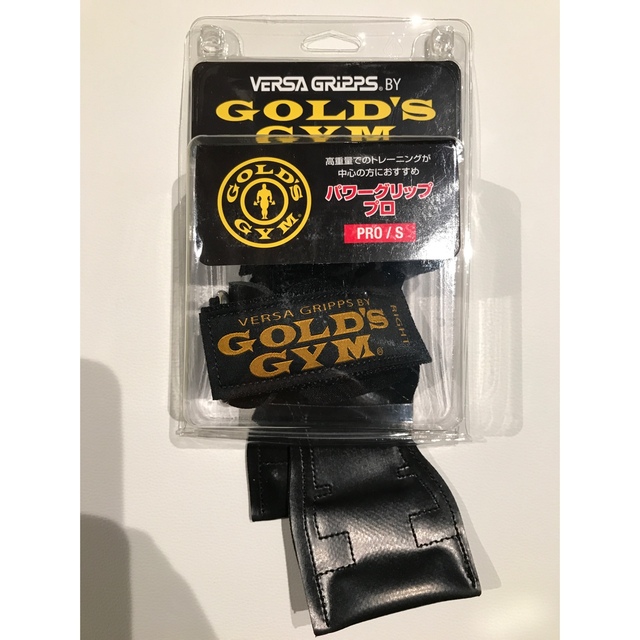 VERSA GRIPPS® BY
GOLD'S
GYM
GOLD'S
GYM
高重量でのトレーニングが
中心の方におすすめ
パワーグリップ
プロ
PRO / S
VERSA GRIPPS BY
GOLD'S
GYM®
RIGHT